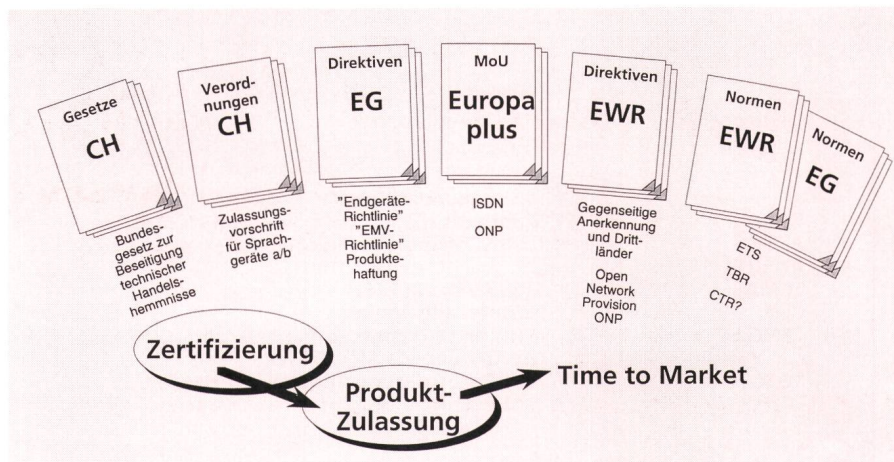 Gesetze
CH
Bundes-
gesetz zur
Beseitigung
technischer
Handels-
hemmnisse
Verord-
nungen
CH
Zulassungs-
vorschrift
für Sprach-
geräte a/b
Direktiven
EG
"Endgeräte-
Richtlinie"
"EMV-
Richtlinie"
Produkte-
haftung
MoU
Europa
plus
ISDN
ONP
Direktiven
EWR
Gegenseitige
Anerkennung
und Dritt-
länder
Open
Network
Provision
ONP
Normen
EWR
Normen
EG
ETS
TBR
CTR?
Zertifizierung
Produkt-
Zulassung
Time to Market